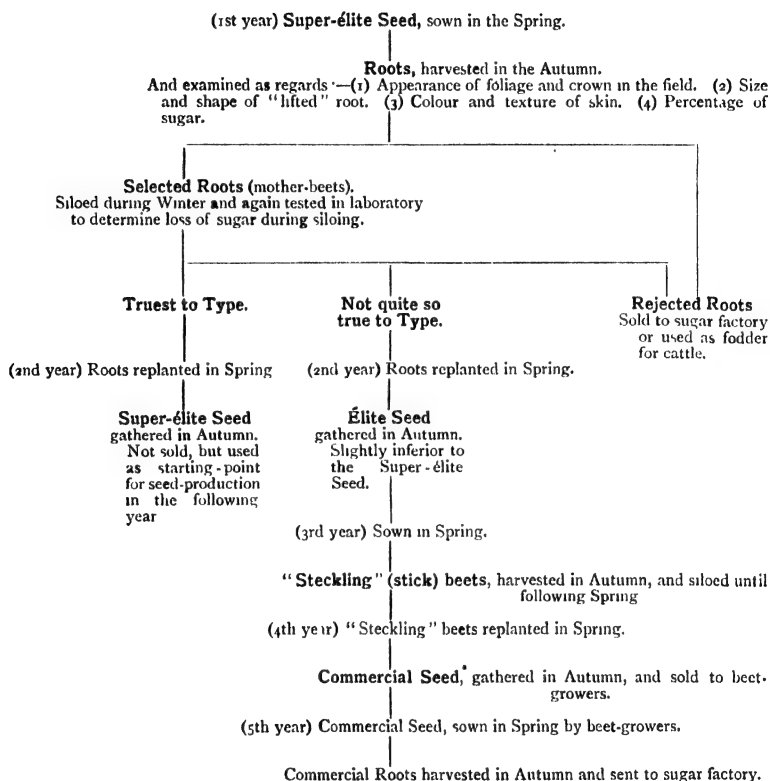 (1st year) Super-élite Seed, sown in the Spring.
Roots, harvested in the Autumn.
And examined as regards ·—(1) Appearance of foliage and crown in the field. (2) Size
and shape of "lifted" root. (3) Colour and texture of skin. (4) Percentage of
sugar.
Selected Roots (mother-beets).
Siloed during Winter and again tested in laboratory
to determine loss of sugar during siloing.
Truest to Type.
Not quite so
true to Type.
Rejected Roots
Sold to sugar factory
or used as fodder
for cattle.
(2nd year) Roots replanted in Spring
(2nd year) Roots replanted in Spring.
Super-élite Seed
gathered in Autumn.
Not sold, but used
as starting-point
for seed-production
in the following
year
Élite Seed
gathered in Autumn.
Slightly inferior to
the Super-élite
Seed.
(3rd year) Sown in Spring.
"Steckling" (stick) beets, harvested in Autumn, and siloed until
following Spring
(4th year) "Steckling" beets replanted in Spring.
Commercial Seed, gathered in Autumn, and sold to beet-
growers.
(5th year) Commercial Seed, sown in Spring by beet-growers.
Commercial Roots harvested in Autumn and sent to sugar factory.